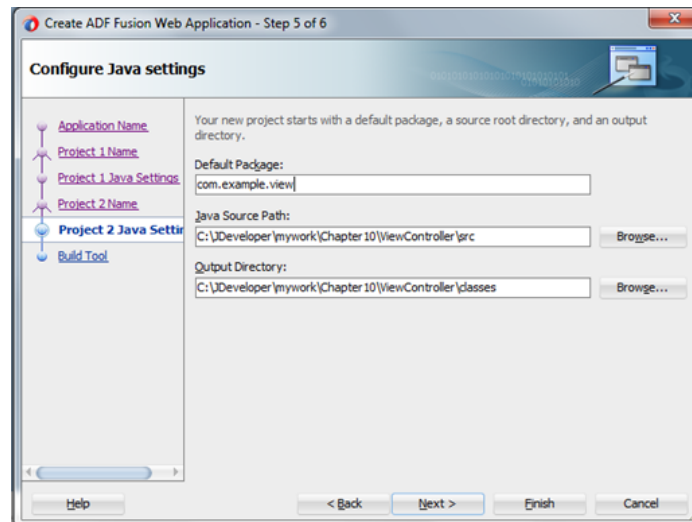 Create ADF Fusion Web Application - Step 5 of 6
Configure Java settings
Application Name
Project 1 Name
Project 1 Java Settings
Project 2 Name
Project 2 Java Settin
Build Tool
Your new project starts with a default package, a source root directory, and an output
directory.
Default Package:
com.example.view
Java Source Path:
C:\JDeveloper\mywork\Chapter10\ViewController\src
Browse...
Output Directory:
C:\JDeveloper\mywork\Chapter10\ViewController\classes
Browse...
Help
< Back
Next >
Finish
Cancel